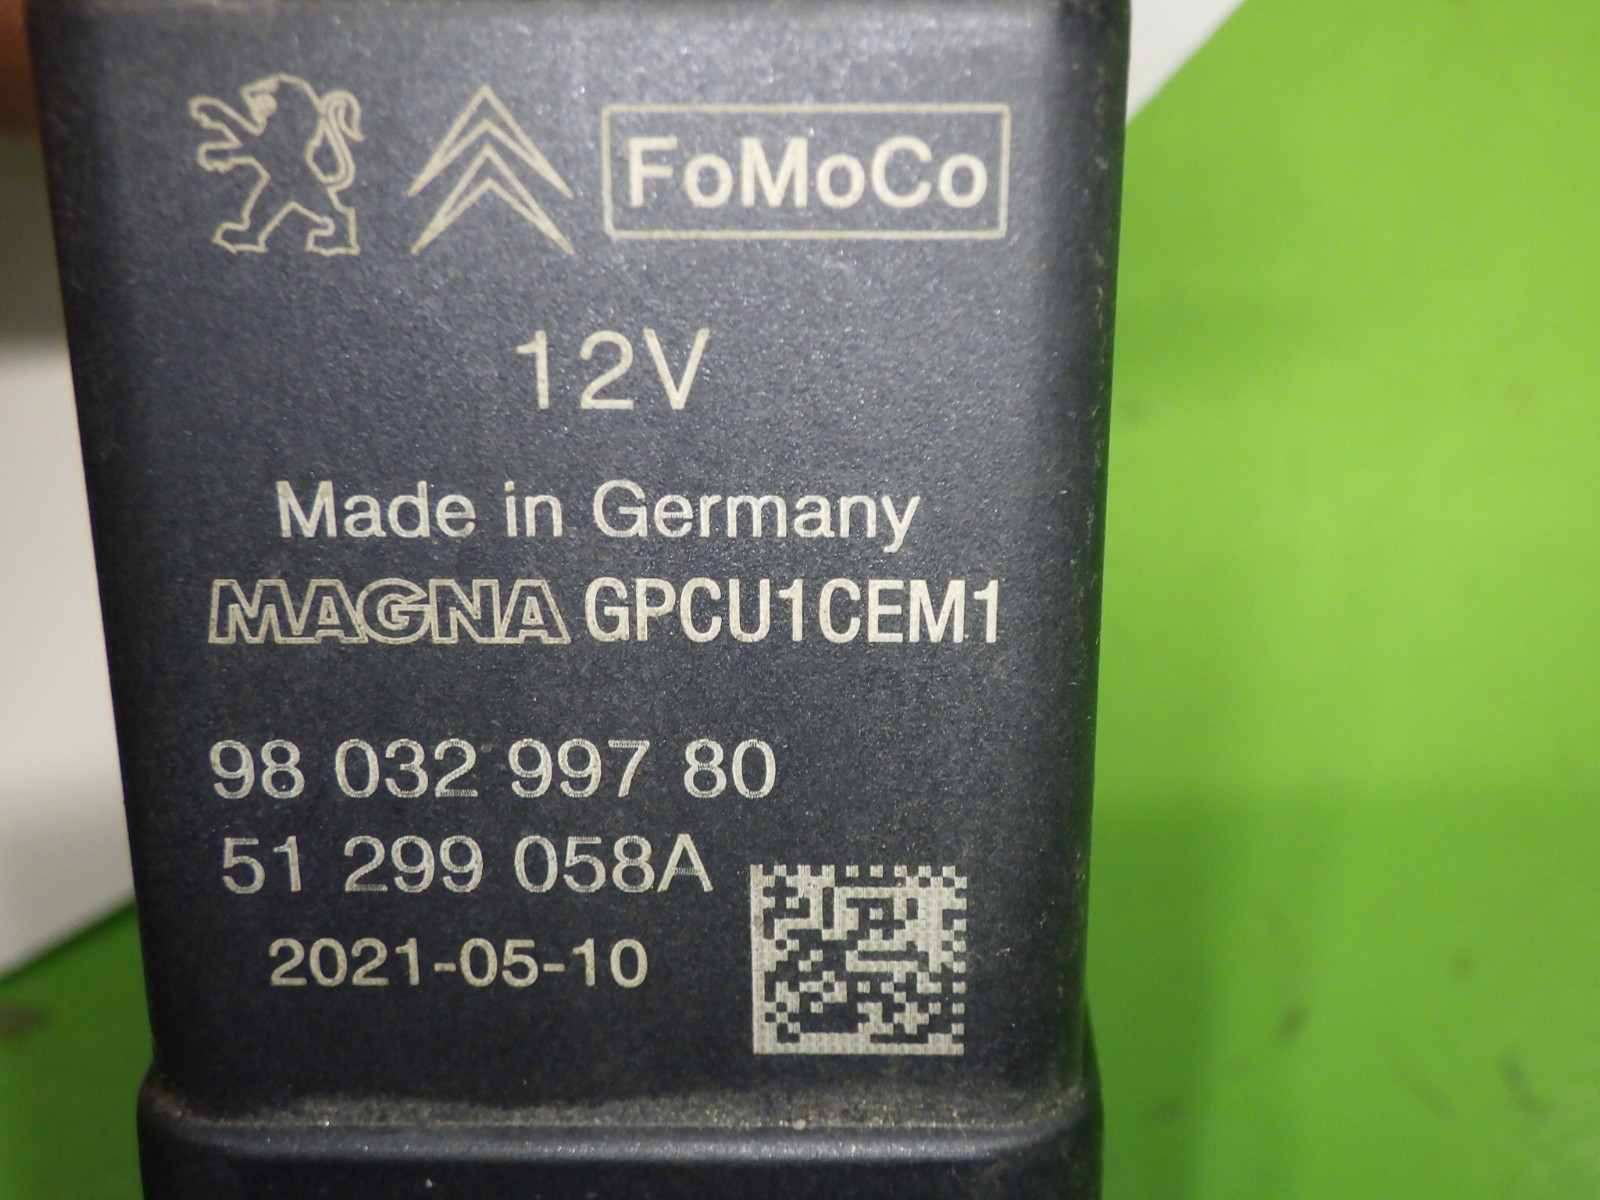 FoMoCo
12V
Made in Germany
MAGNA GPCU1CEM1
98 032 997 80
51 299 058A
2021-05-10